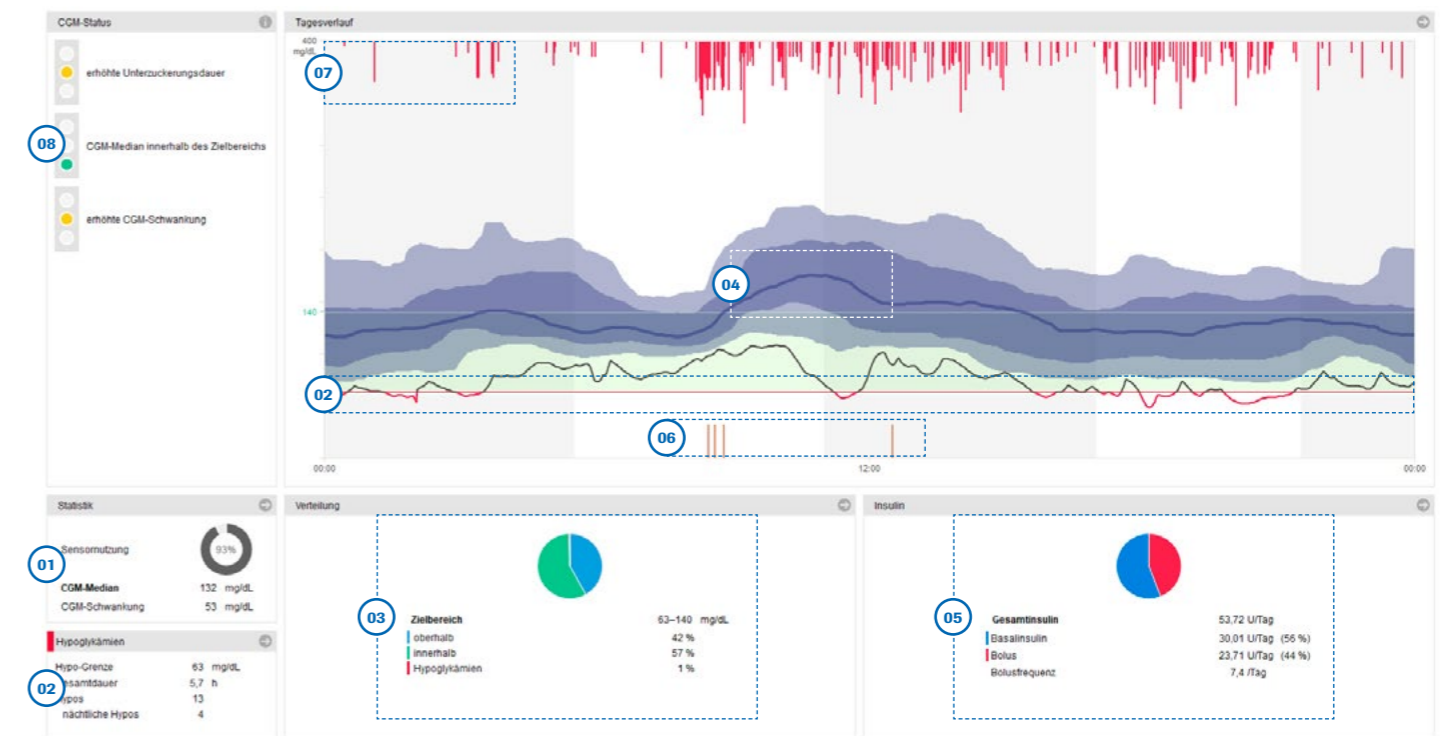 CGM-Status
erhöhte Unterzuckerungsdauer
08
CGM-Median innerhalb des Zielbereichs
erhöhte CGM-Schwankung
Tagesverlauf
400
mg/dL
07
04
140
02
06
00:00 12:00 00:00
Statistik
Sensornutzung 93%
01
CGM-Median 132 mg/dL
CGM-Schwankung 53 mg/dL
Hypoglykämien
Hypo-Grenze 63 mg/dL
02
esamtdauer 5,7 h
ypos 13
nächtliche Hypos 4
Verteilung
03
Zielbereich 63–140 mg/dL
oberhalb 42 %
innerhalb 57 %
Hypoglykämien 1 %
Insulin
05
Gesamtinsulin 53,72 U/Tag
Basalinsulin 30,01 U/Tag (56 %)
Bolus 23,71 U/Tag (44 %)
Bolusfrequenz 7,4 /Tag